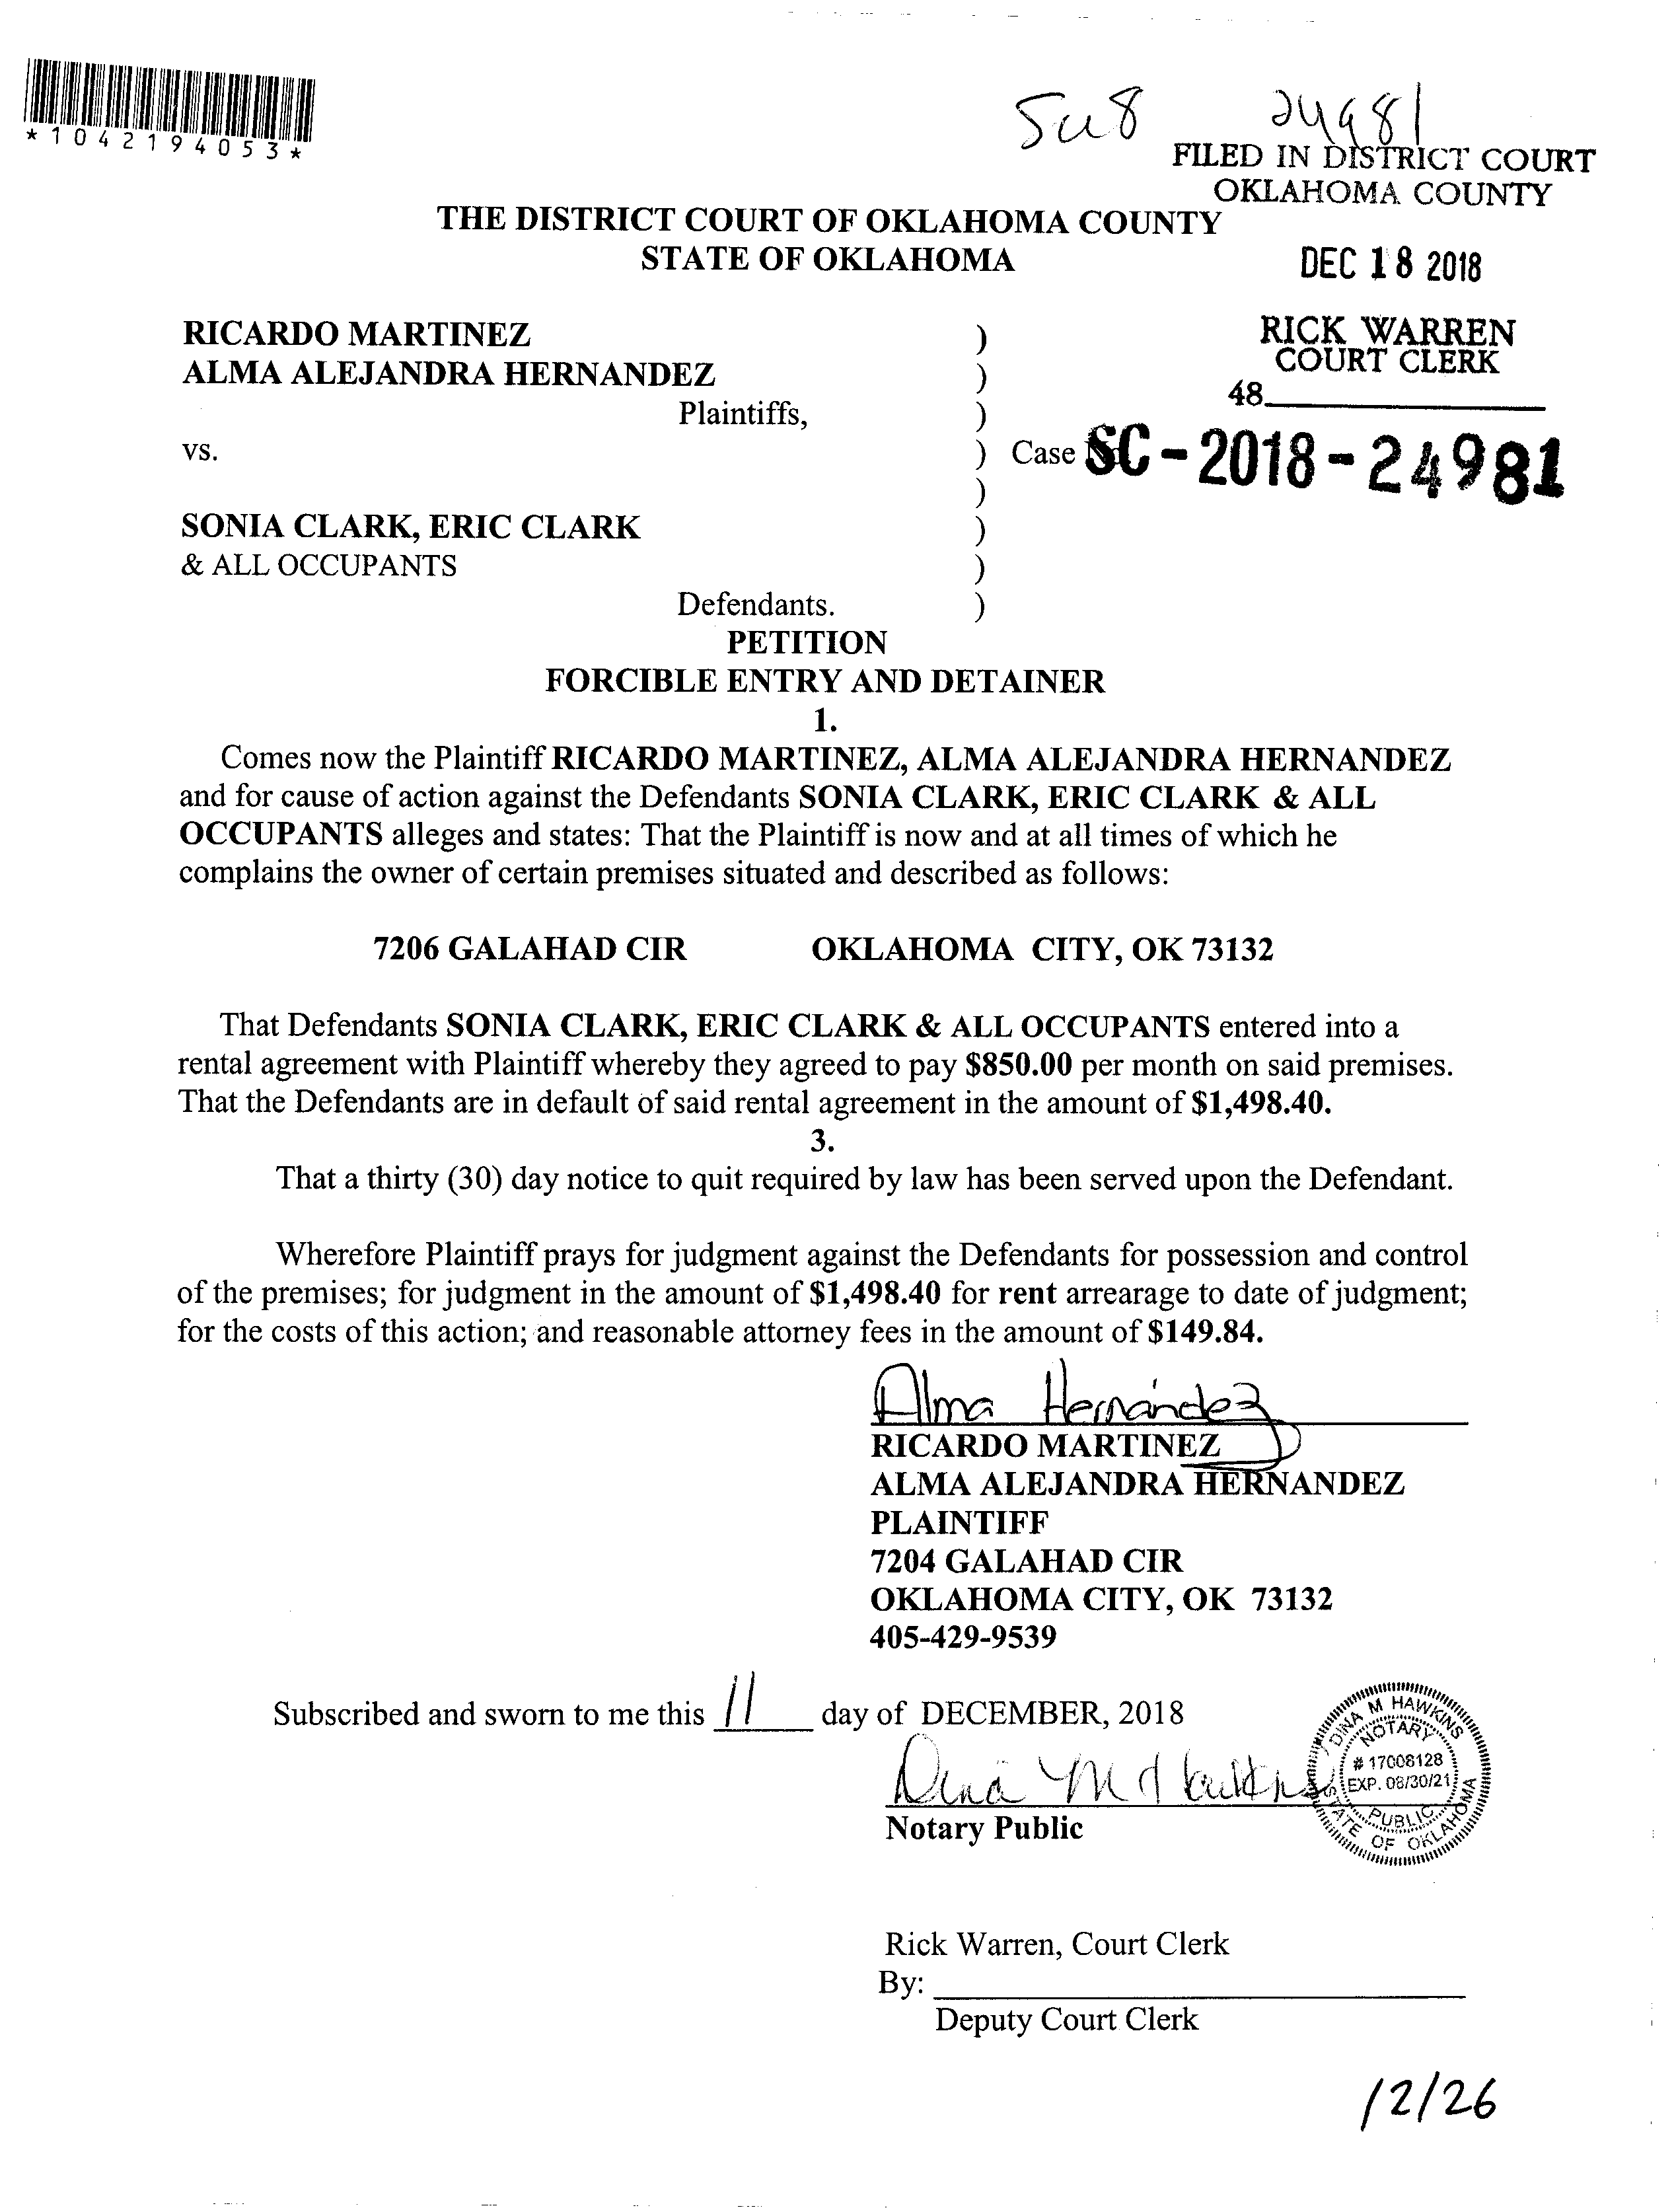 *1042194053*
24981
FILED IN DISTRICT COURT
OKLAHOMA COUNTY
THE DISTRICT COURT OF OKLAHOMA COUNTY
STATE OF OKLAHOMA
DEC 18 2018
RICARDO MARTINEZ )
RICK WARREN
COURT CLERK
ALMA ALEJANDRA HERNANDEZ )
48
Plaintiffs, )
vs. ) Case No. SC-2018-24981
)
SONIA CLARK, ERIC CLARK )
& ALL OCCUPANTS )
Defendants. )
PETITION
FORCIBLE ENTRY AND DETAINER
1.
Comes now the Plaintiff RICARDO MARTINEZ, ALMA ALEJANDRA HERNANDEZ
and for cause of action against the Defendants SONIA CLARK, ERIC CLARK & ALL
OCCUPANTS alleges and states: That the Plaintiff is now and at all times of which he
complains the owner of certain premises situated and described as follows:
7206 GALAHAD CIR OKLAHOMA CITY, OK 73132
That Defendants SONIA CLARK, ERIC CLARK & ALL OCCUPANTS entered into a
rental agreement with Plaintiff whereby they agreed to pay $850.00 per month on said premises.
That the Defendants are in default of said rental agreement in the amount of $1,498.40.
3.
That a thirty (30) day notice to quit required by law has been served upon the Defendant.
Wherefore Plaintiff prays for judgment against the Defendants for possession and control
of the premises; for judgment in the amount of $1,498.40 for rent arrearage to date of judgment;
for the costs of this action; and reasonable attorney fees in the amount of $149.84.
Alma Hernández
RICARDO MARTINEZ
ALMA ALEJANDRA HERNANDEZ
PLAINTIFF
7204 GALAHAD CIR
OKLAHOMA CITY, OK 73132
405-429-9539
Subscribed and sworn to me this 11 day of DECEMBER, 2018
Dina M Hawkins
Notary Public
DINA M HAWKINS
NOTARY
# 17008128
EXP. 08/30/21
PUBLIC
STATE OF OKLAHOMA
Rick Warren, Court Clerk
By:
Deputy Court Clerk
12/26